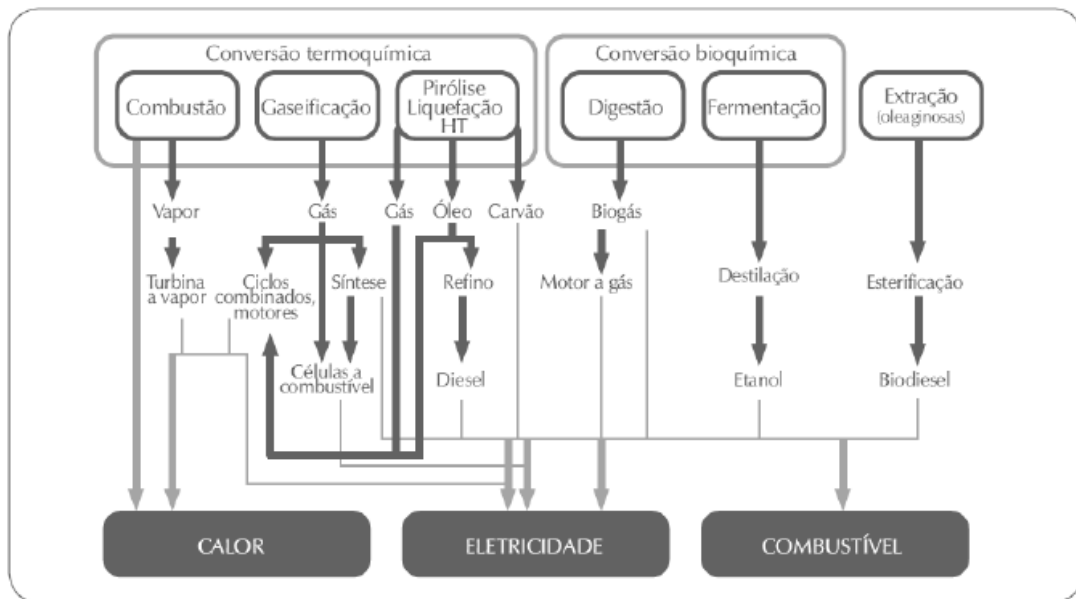 Conversão termoquímica
Conversão bioquímica
Combustão
Gaseificação
Pirólise
Liquefação
HT
Digestão
Fermentação
Extração
(oleaginosas)
Vapor
Gás
Gás
Óleo
Carvão
Biogás
Turbina
a vapor
Ciclos
combinados,
motores
Síntese
Refino
Motor a gás
Destilação
Esterificação
Células a
combustível
Diesel
Etanol
Biodiesel
CALOR
ELETRICIDADE
COMBUSTÍVEL